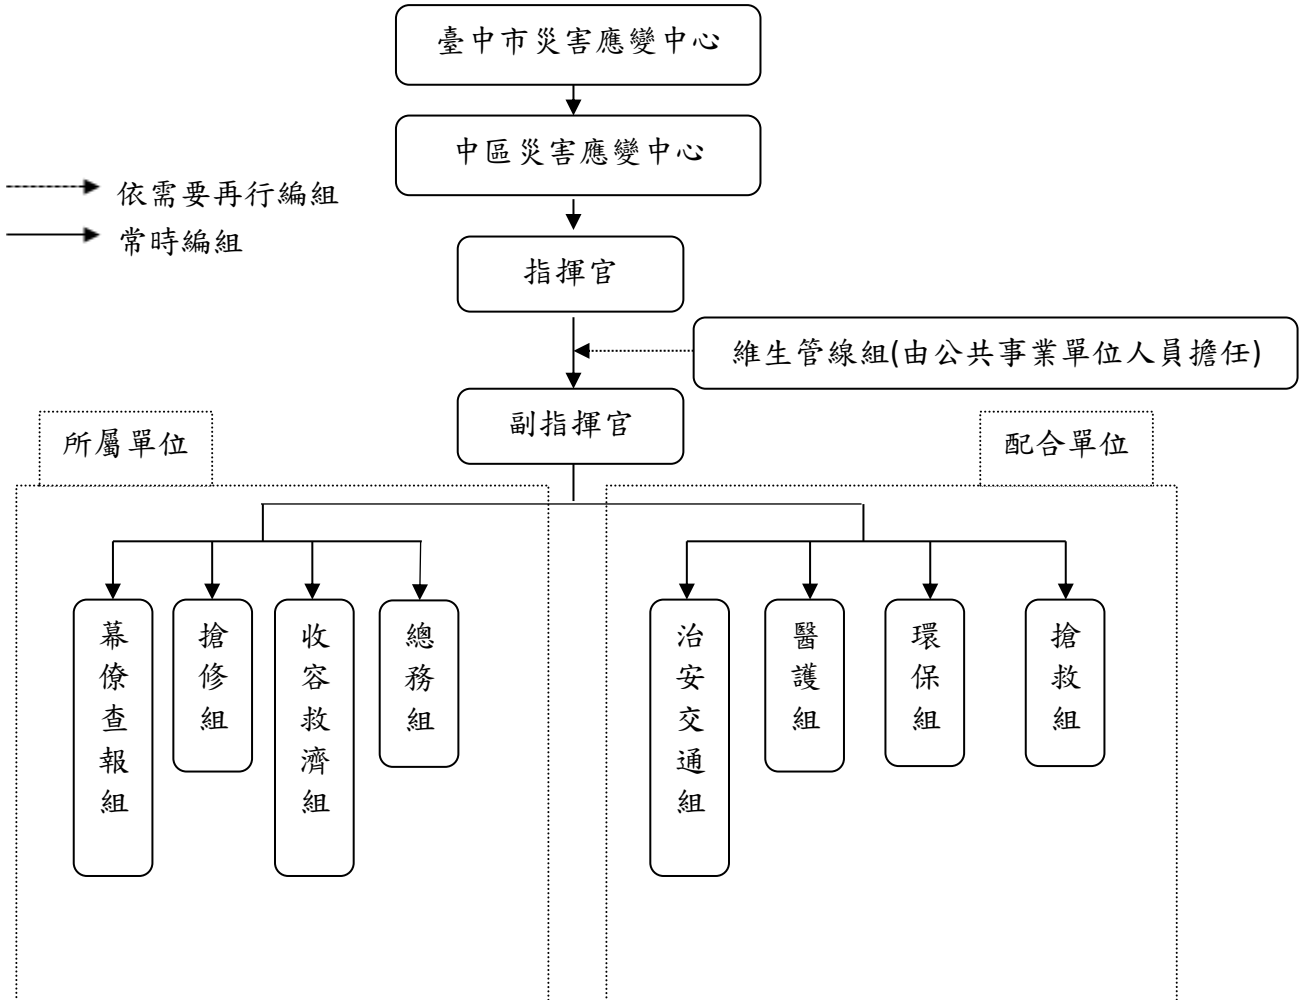 臺中市災害應變中心
中區災害應變中心
依需要再行編組
常時編組
指揮官
維生管線組(由公共事業單位人員擔任)
副指揮官
所屬單位
配合單位
幕僚查報組
搶修組
收容救濟組
總務組
治安交通組
醫護組
環保組
搶救組